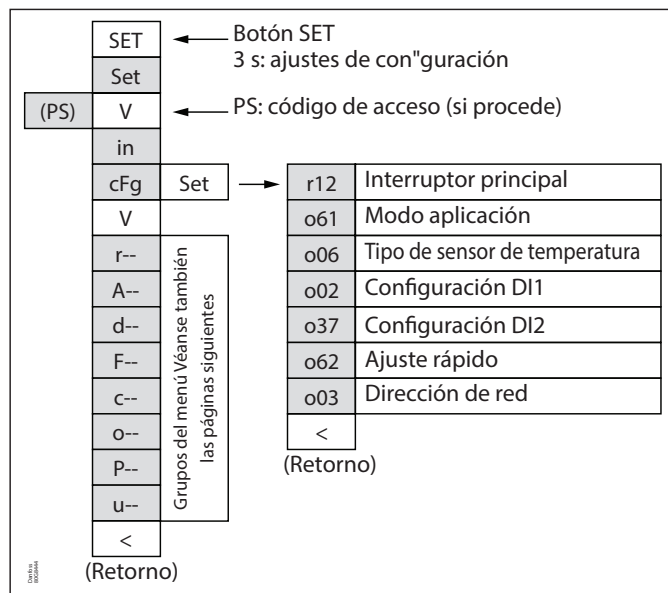 SET
Botón SET
3 s: ajustes de con"guración
Set
(PS)
V
PS: código de acceso (si procede)
in
cFg
Set
V
r--
A--
d--
F--
c--
o--
P--
u--
<
(Retorno)
Grupos del menú Véanse también
las páginas siguientes
r12 Interruptor principal
o61 Modo aplicación
o06 Tipo de sensor de temperatura
o02 Configuración DI1
o37 Configuración DI2
o62 Ajuste rápido
o03 Dirección de red
<
(Retorno)
Danfoss